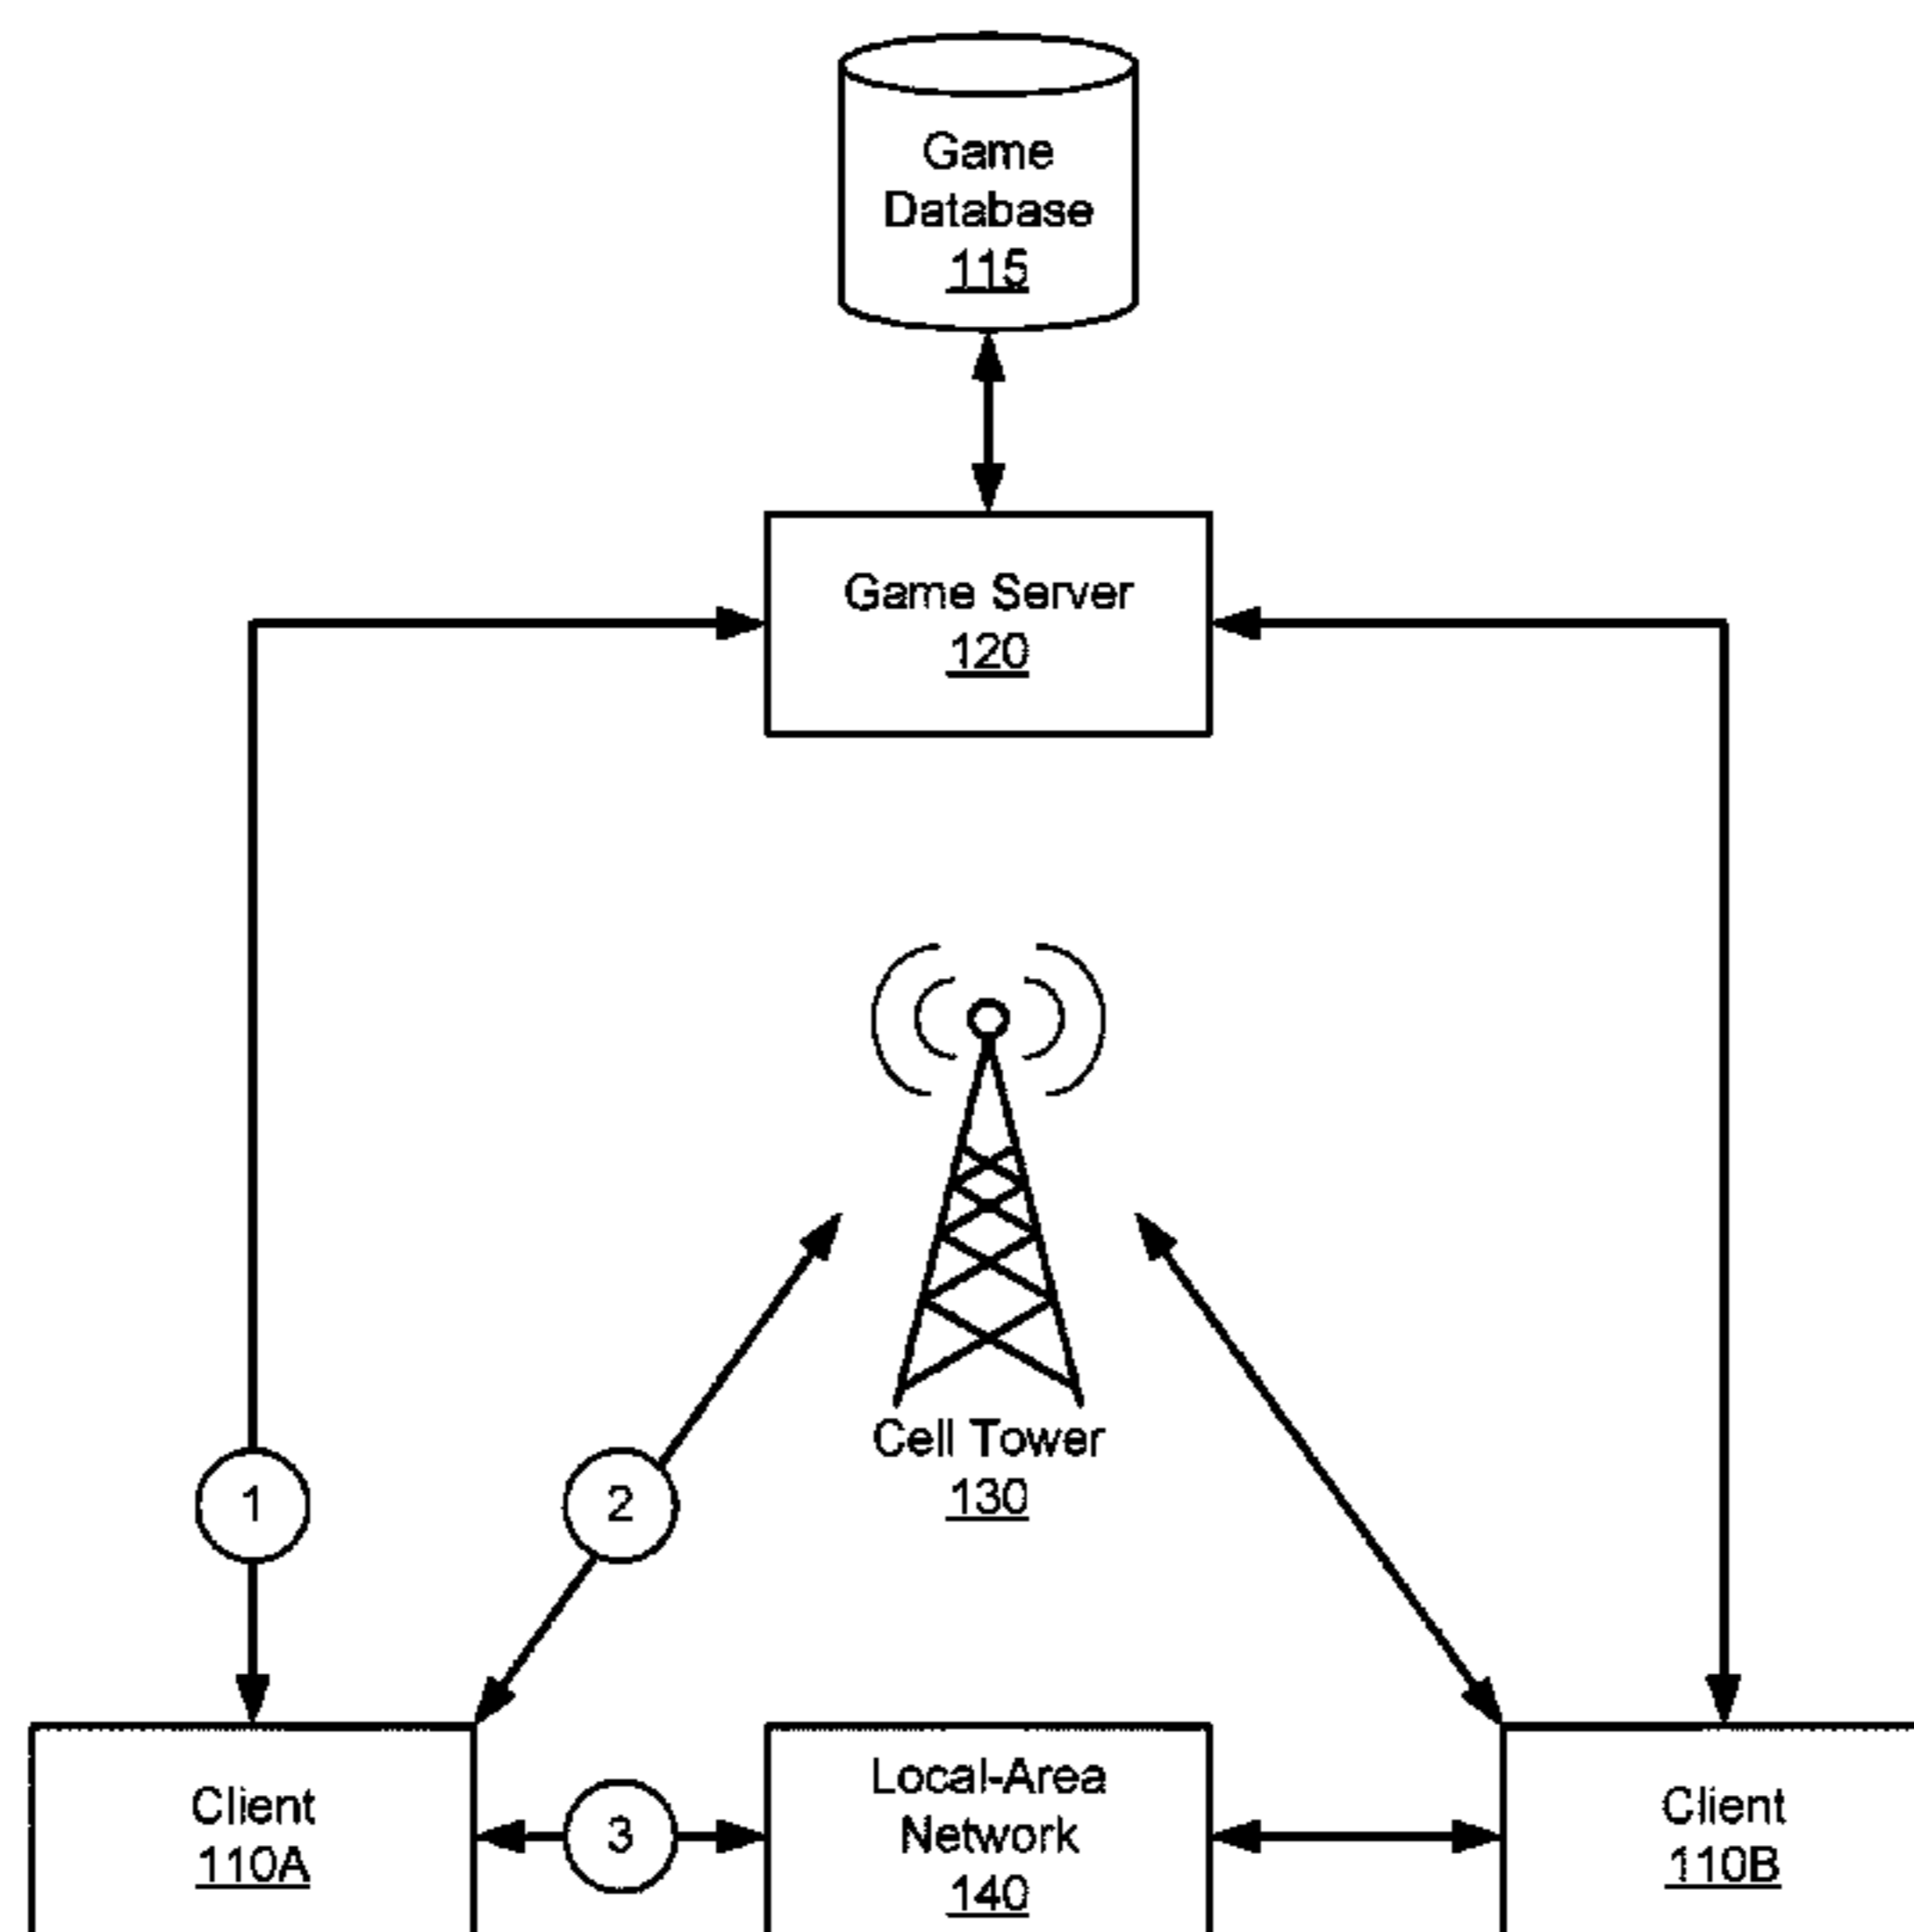 Game
Database
115
Game Server
120
Cell Tower
130
1
2
Client
110A
3
Local-Area
Network
140
Client
110B